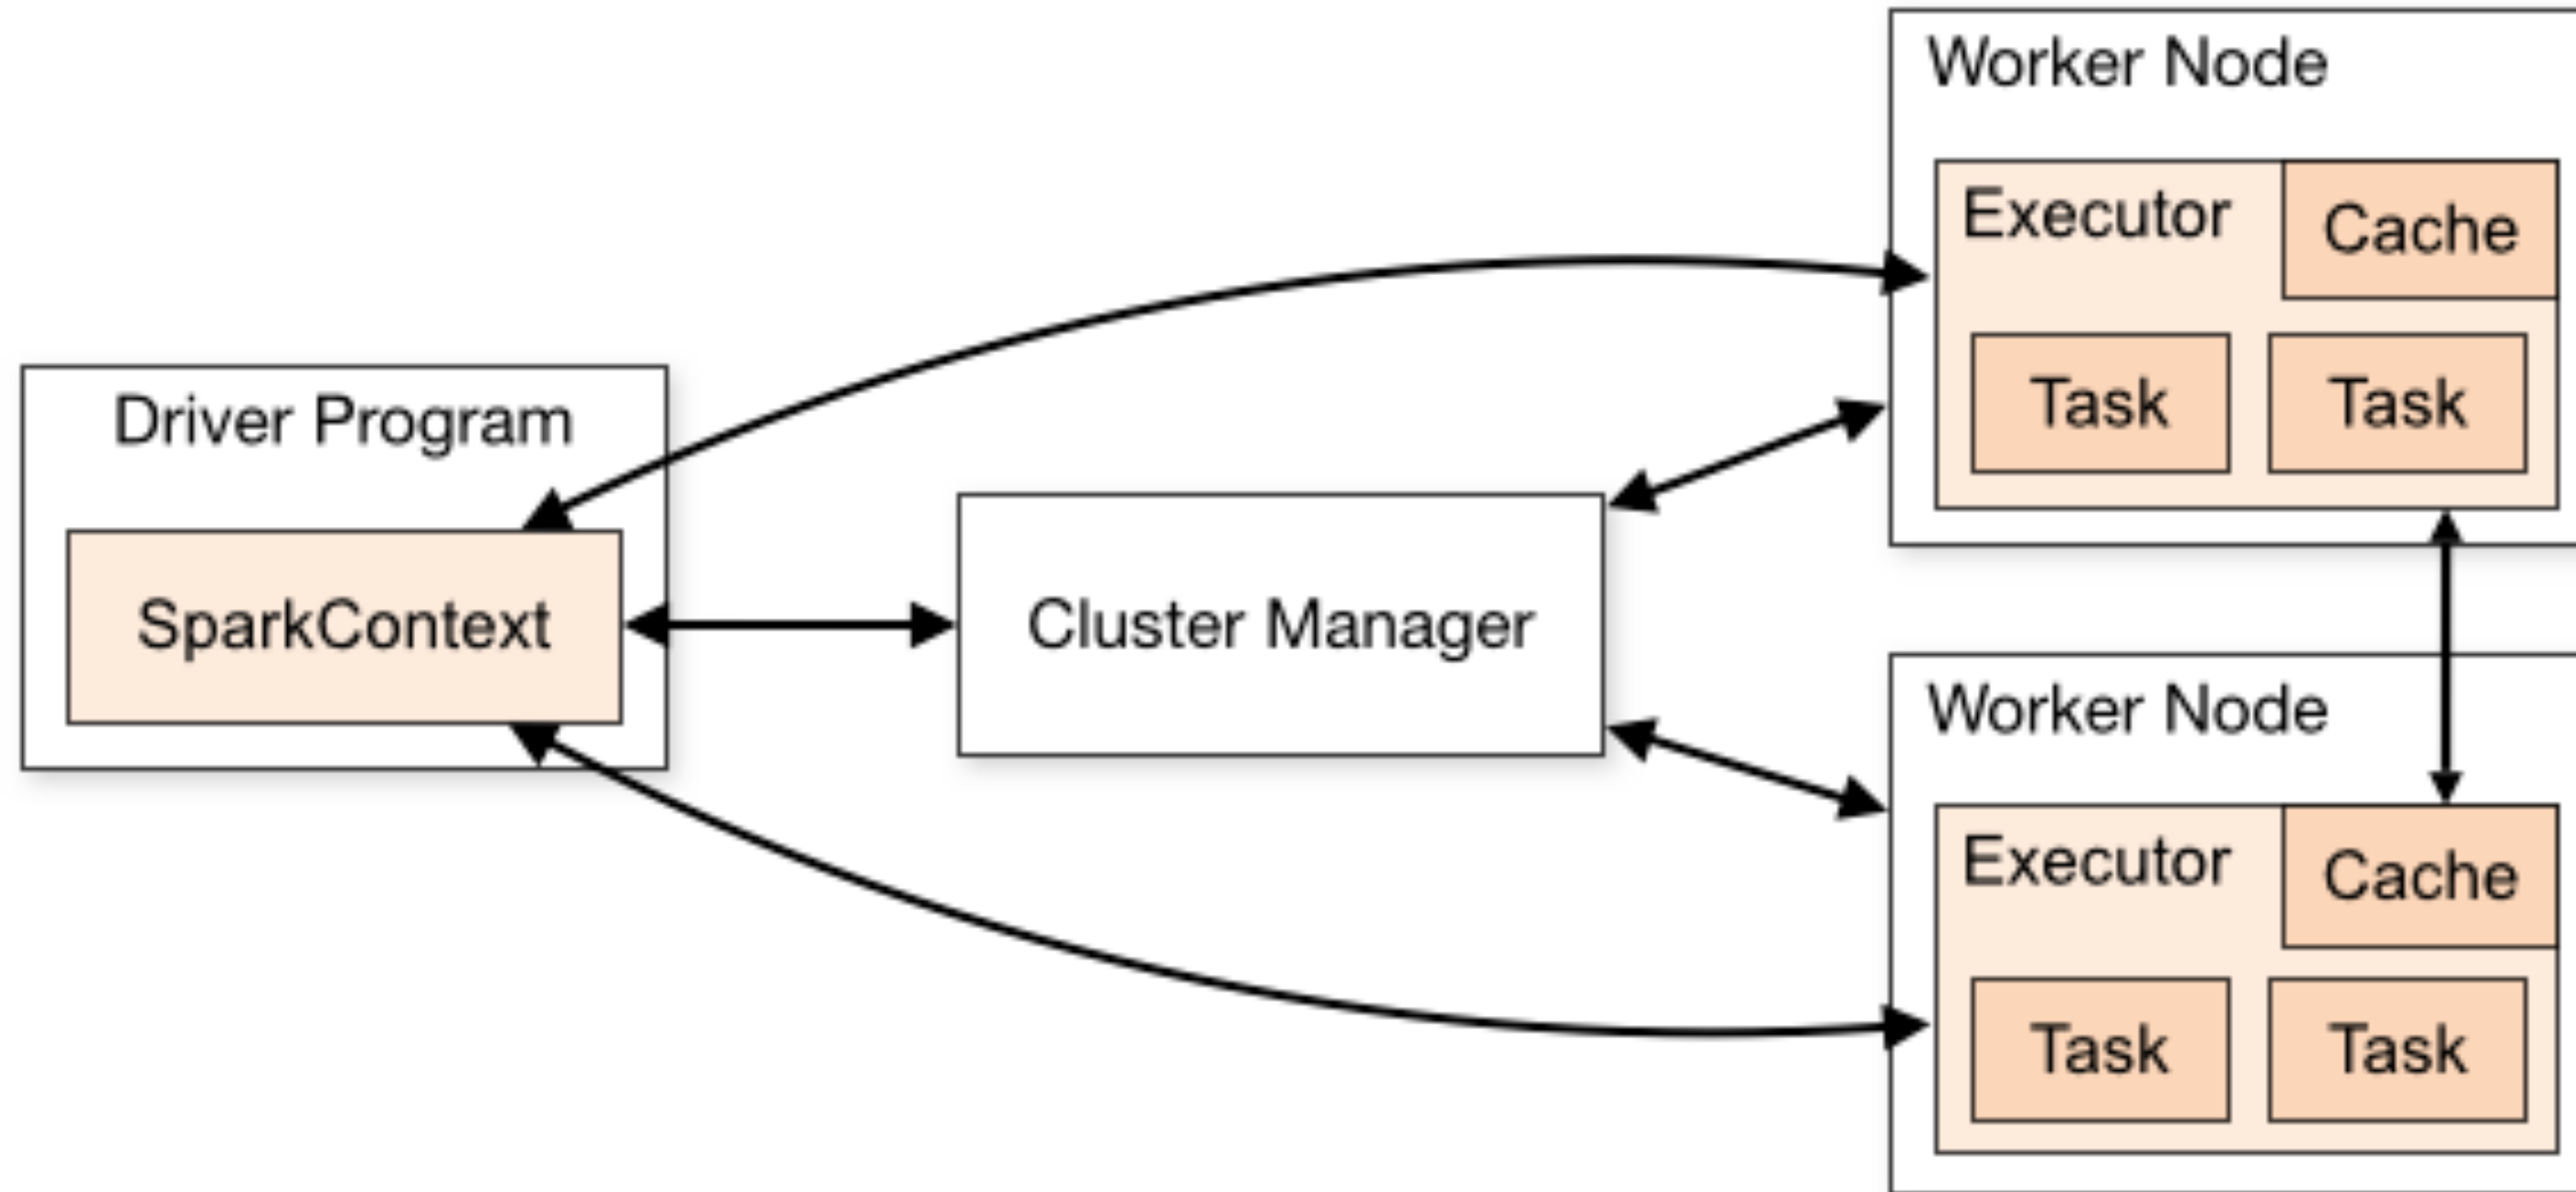 Driver Program
SparkContext
Cluster Manager
Worker Node
Executor
Cache
Task
Task
Worker Node
Executor
Cache
Task
Task